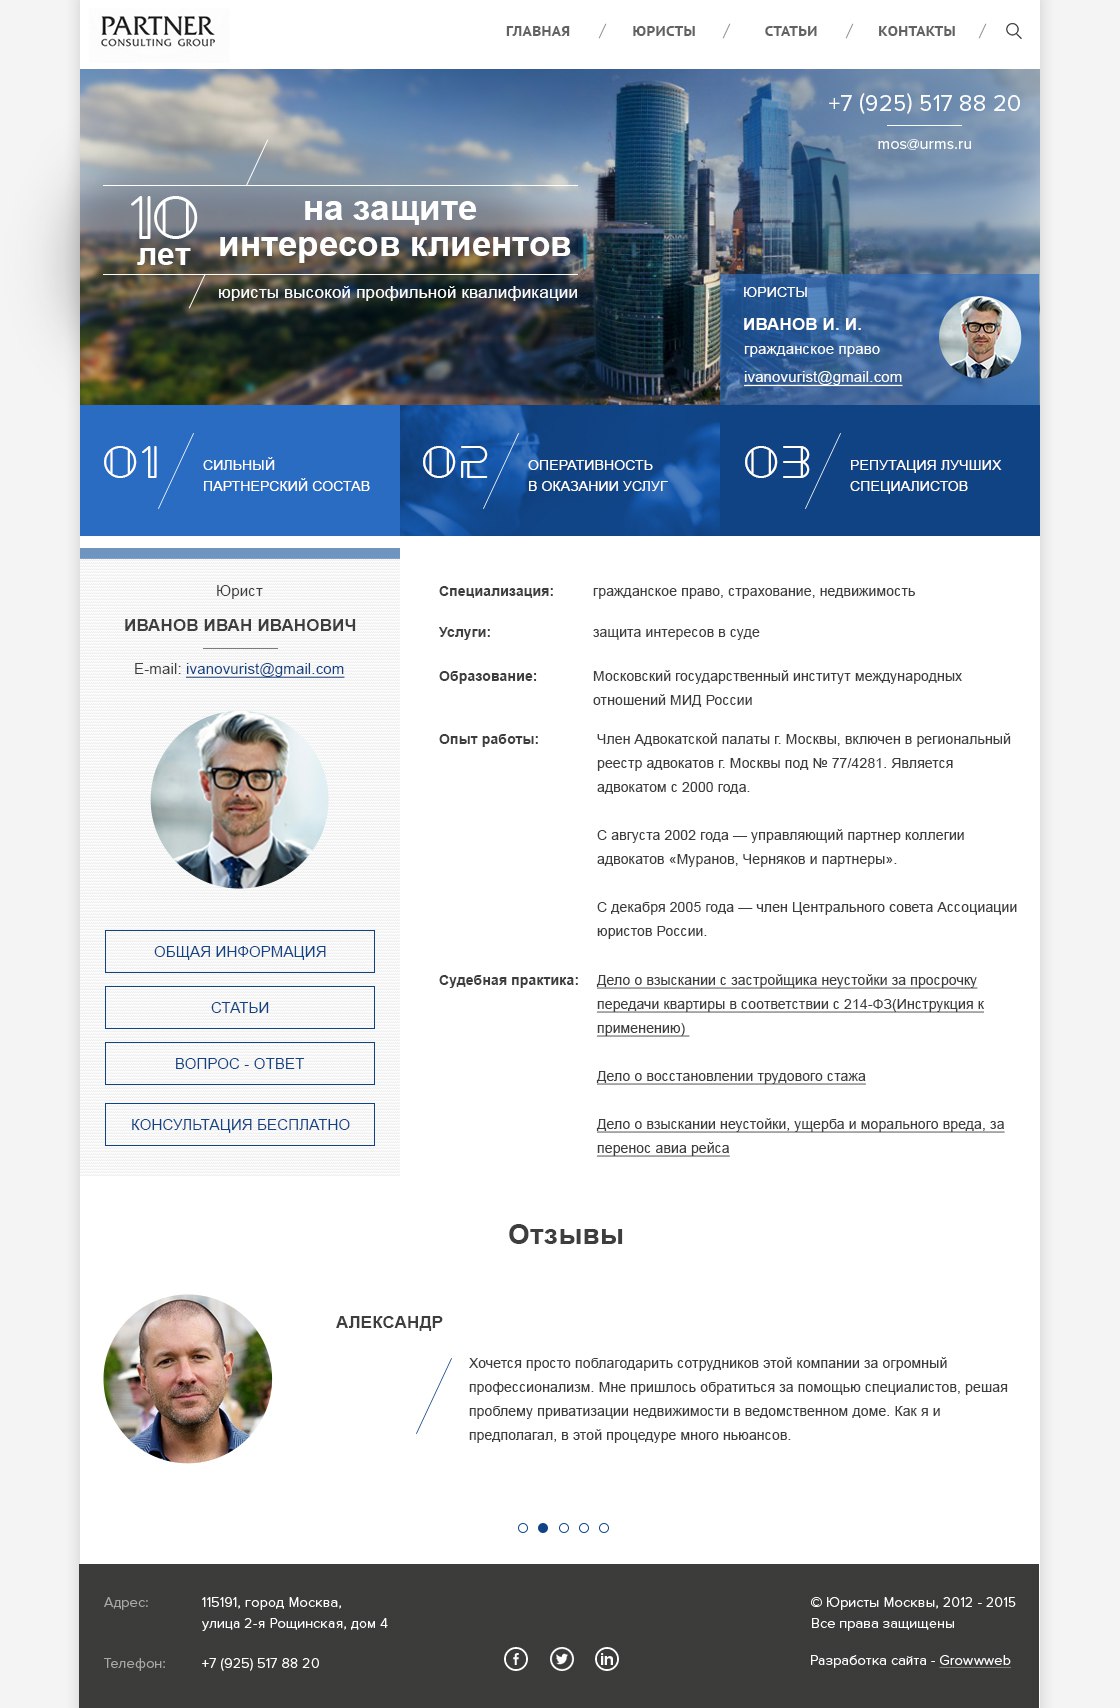 PARTNER
CONSULTING GROUP
ГЛАВНАЯ / ЮРИСТЫ / СТАТЬИ / КОНТАКТЫ /
+7 (925) 517 88 20
mos@urms.ru
10
лет
на защите
интересов клиентов
юристы высокой профильной квалификации
ЮРИСТЫ
ИВАНОВ И. И.
гражданское право
ivanovurist@gmail.com
01
СИЛЬНЫЙ
ПАРТНЕРСКИЙ СОСТАВ
02
ОПЕРАТИВНОСТЬ
В ОКАЗАНИИ УСЛУГ
03
РЕПУТАЦИЯ ЛУЧШИХ
СПЕЦИАЛИСТОВ
Юрист
ИВАНОВ ИВАН ИВАНОВИЧ
E-mail: ivanovurist@gmail.com
ОБЩАЯ ИНФОРМАЦИЯ
СТАТЬИ
ВОПРОС - ОТВЕТ
КОНСУЛЬТАЦИЯ БЕСПЛАТНО
Специализация: гражданское право, страхование, недвижимость
Услуги: защита интересов в суде
Образование: Московский государственный институт международных
отношений МИД России
Опыт работы: Член Адвокатской палаты г. Москвы, включен в региональный
реестр адвокатов г. Москвы под № 77/4281. Является
адвокатом с 2000 года.
С августа 2002 года — управляющий партнер коллегии
адвокатов «Муранов, Черняков и партнеры».
С декабря 2005 года — член Центрального совета Ассоциации
юристов России.
Судебная практика: Дело о взыскании с застройщика неустойки за просрочку
передачи квартиры в соответствии с 214-ФЗ(Инструкция к
применению)
Дело о восстановлении трудового стажа
Дело о взыскании неустойки, ущерба и морального вреда, за
перенос авиа рейса
Отзывы
АЛЕКСАНДР
Хочется просто поблагодарить сотрудников этой компании за огромный
профессионализм. Мне пришлось обратиться за помощью специалистов, решая
проблему приватизации недвижимости в ведомственном доме. Как я и
предполагал, в этой процедуре много ньюансов.
Адрес: 115191, город Москва,
улица 2-я Рощинская, дом 4
Телефон: +7 (925) 517 88 20
f
in
© Юристы Москвы, 2012 - 2015
Все права защищены
Разработка сайта - Growwweb